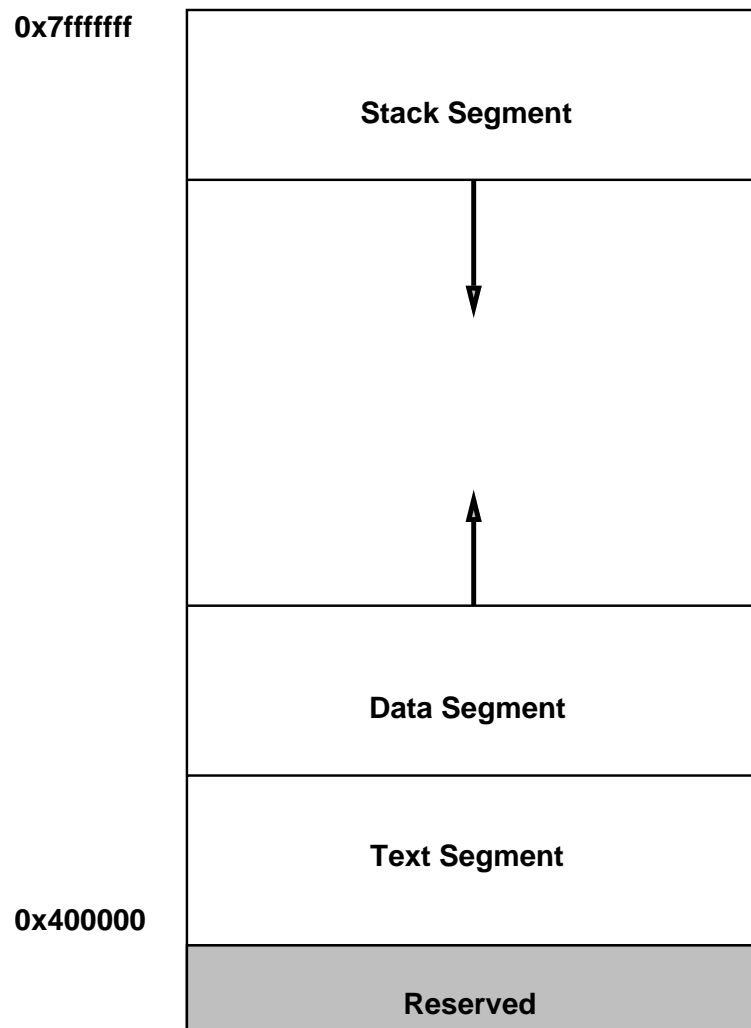 0x7fffffff
Stack Segment
Data Segment
Text Segment
0x400000
Reserved